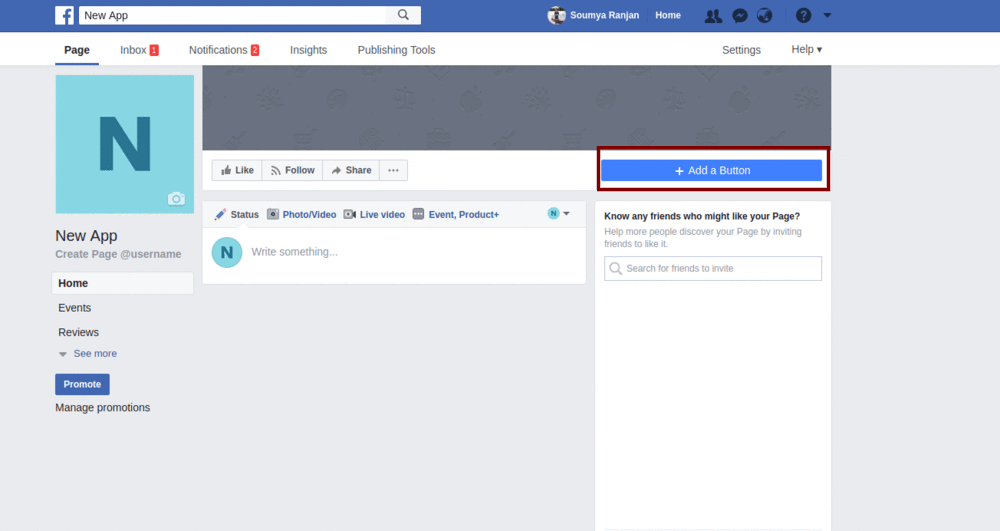 f New App Soumya Ranjan Home ?
Page Inbox 1 Notifications 2 Insights Publishing Tools Settings Help ▾
N
Like Follow Share ... + Add a Button
New App
Create Page @username
Status Photo/Video Live video Event, Product+ N
N Write something...
Know any friends who might like your Page?
Help more people discover your Page by inviting
friends to like it.
Search for friends to invite
Home
Events
Reviews
See more
Promote
Manage promotions